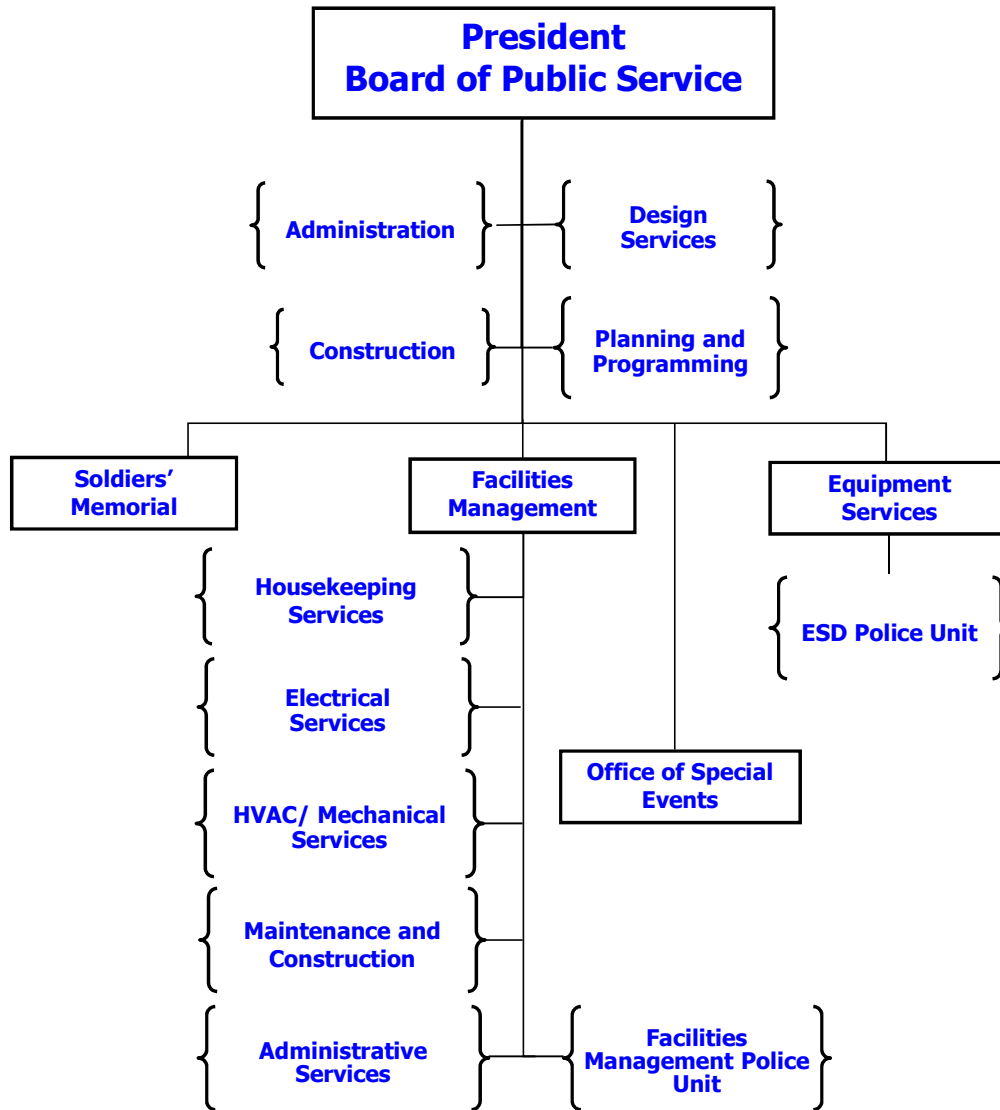 President
Board of Public Service
Administration
Design
Services
Construction
Planning and
Programming
Soldiers’
Memorial
Facilities
Management
Equipment
Services
Housekeeping
Services
ESD Police Unit
Electrical
Services
Office of Special
Events
HVAC/ Mechanical
Services
Maintenance and
Construction
Administrative
Services
Facilities
Management Police
Unit